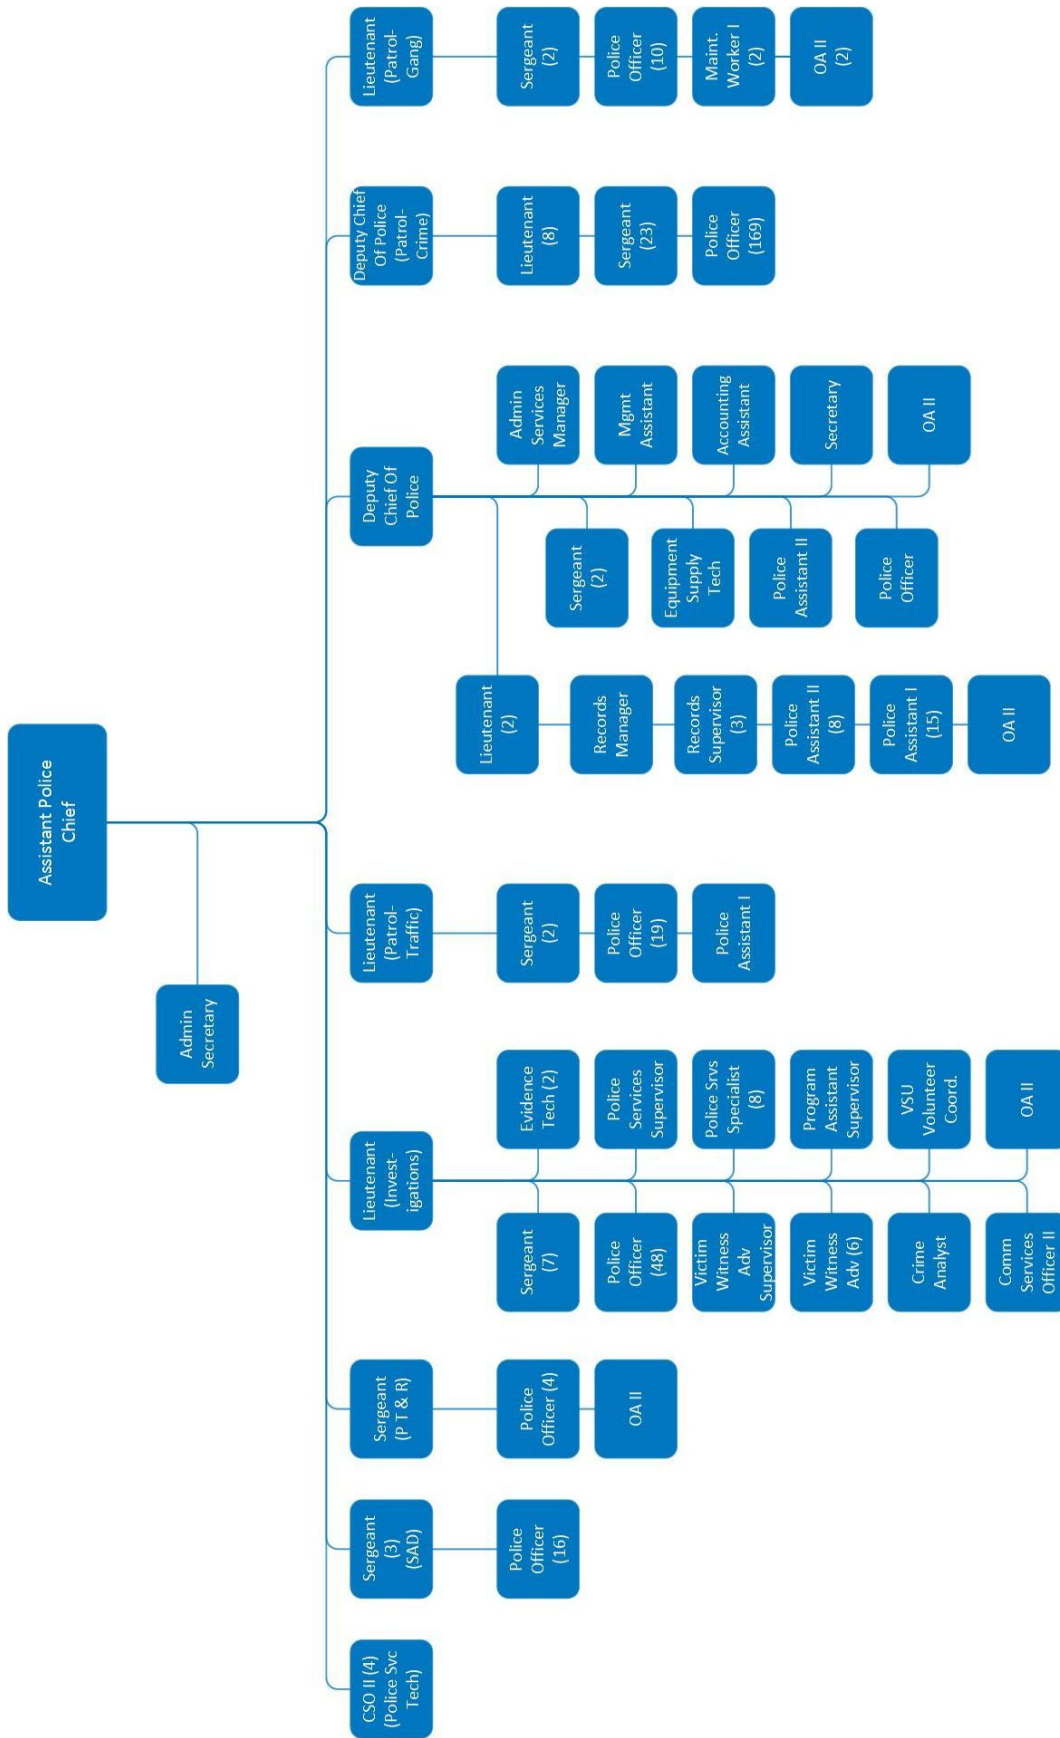 Assistant Police
Chief
Admin
Secretary
CSO II (4)
(Police Svc
Tech)
Sergeant
(3)
(SAD)
Police
Officer
(16)
Sergeant
(P T & R)
Police
Officer (4)
OA II
Lieutenant
(Invest-
igations)
Sergeant
(7)
Police
Officer
(48)
Victim
Witness
Adv
Supervisor
Victim
Witness
Adv (6)
Crime
Analyst
Comm
Services
Officer II
Evidence
Tech (2)
Police
Services
Supervisor
Police Srvs
Specialist
(8)
Program
Assistant
Supervisor
VSU
Volunteer
Coord.
OA II
Lieutenant
(Patrol-
Traffic)
Sergeant
(2)
Police
Officer
(19)
Police
Assistant I
Deputy
Chief Of
Police
Lieutenant
(2)
Records
Manager
Records
Supervisor
(3)
Police
Assistant II
(8)
Police
Assistant I
(15)
OA II
Sergeant
(2)
Equipment
Supply
Tech
Police
Assistant II
Police
Officer
Admin
Services
Manager
Mgmt
Assistant
Accounting
Assistant
Secretary
OA II
Deputy Chief
Of Police
(Patrol-
Crime)
Lieutenant
(8)
Sergeant
(23)
Police
Officer
(169)
Lieutenant
(Patrol-
Gang)
Sergeant
(2)
Police
Officer
(10)
Maint.
Worker I
(2)
OA II
(2)